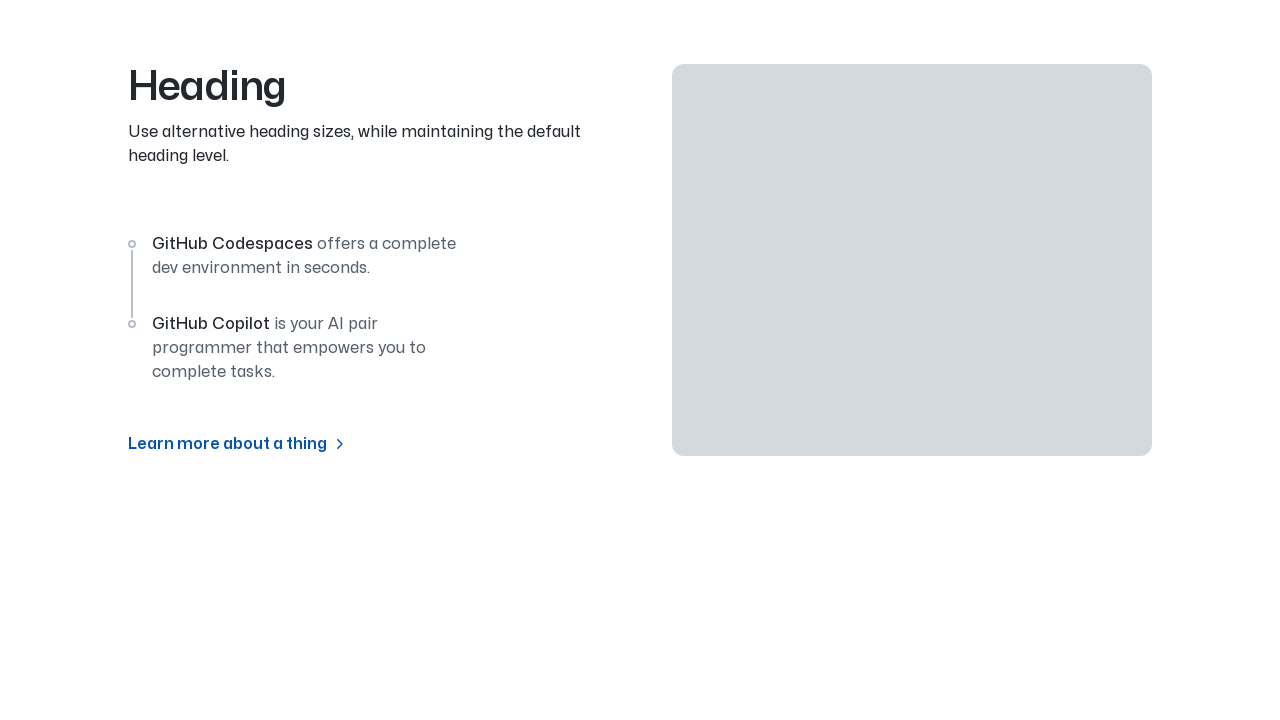 Heading
Use alternative heading sizes, while maintaining the default
heading level.
GitHub Codespaces offers a complete
dev environment in seconds.
GitHub Copilot is your AI pair
programmer that empowers you to
complete tasks.
Learn more about a thing